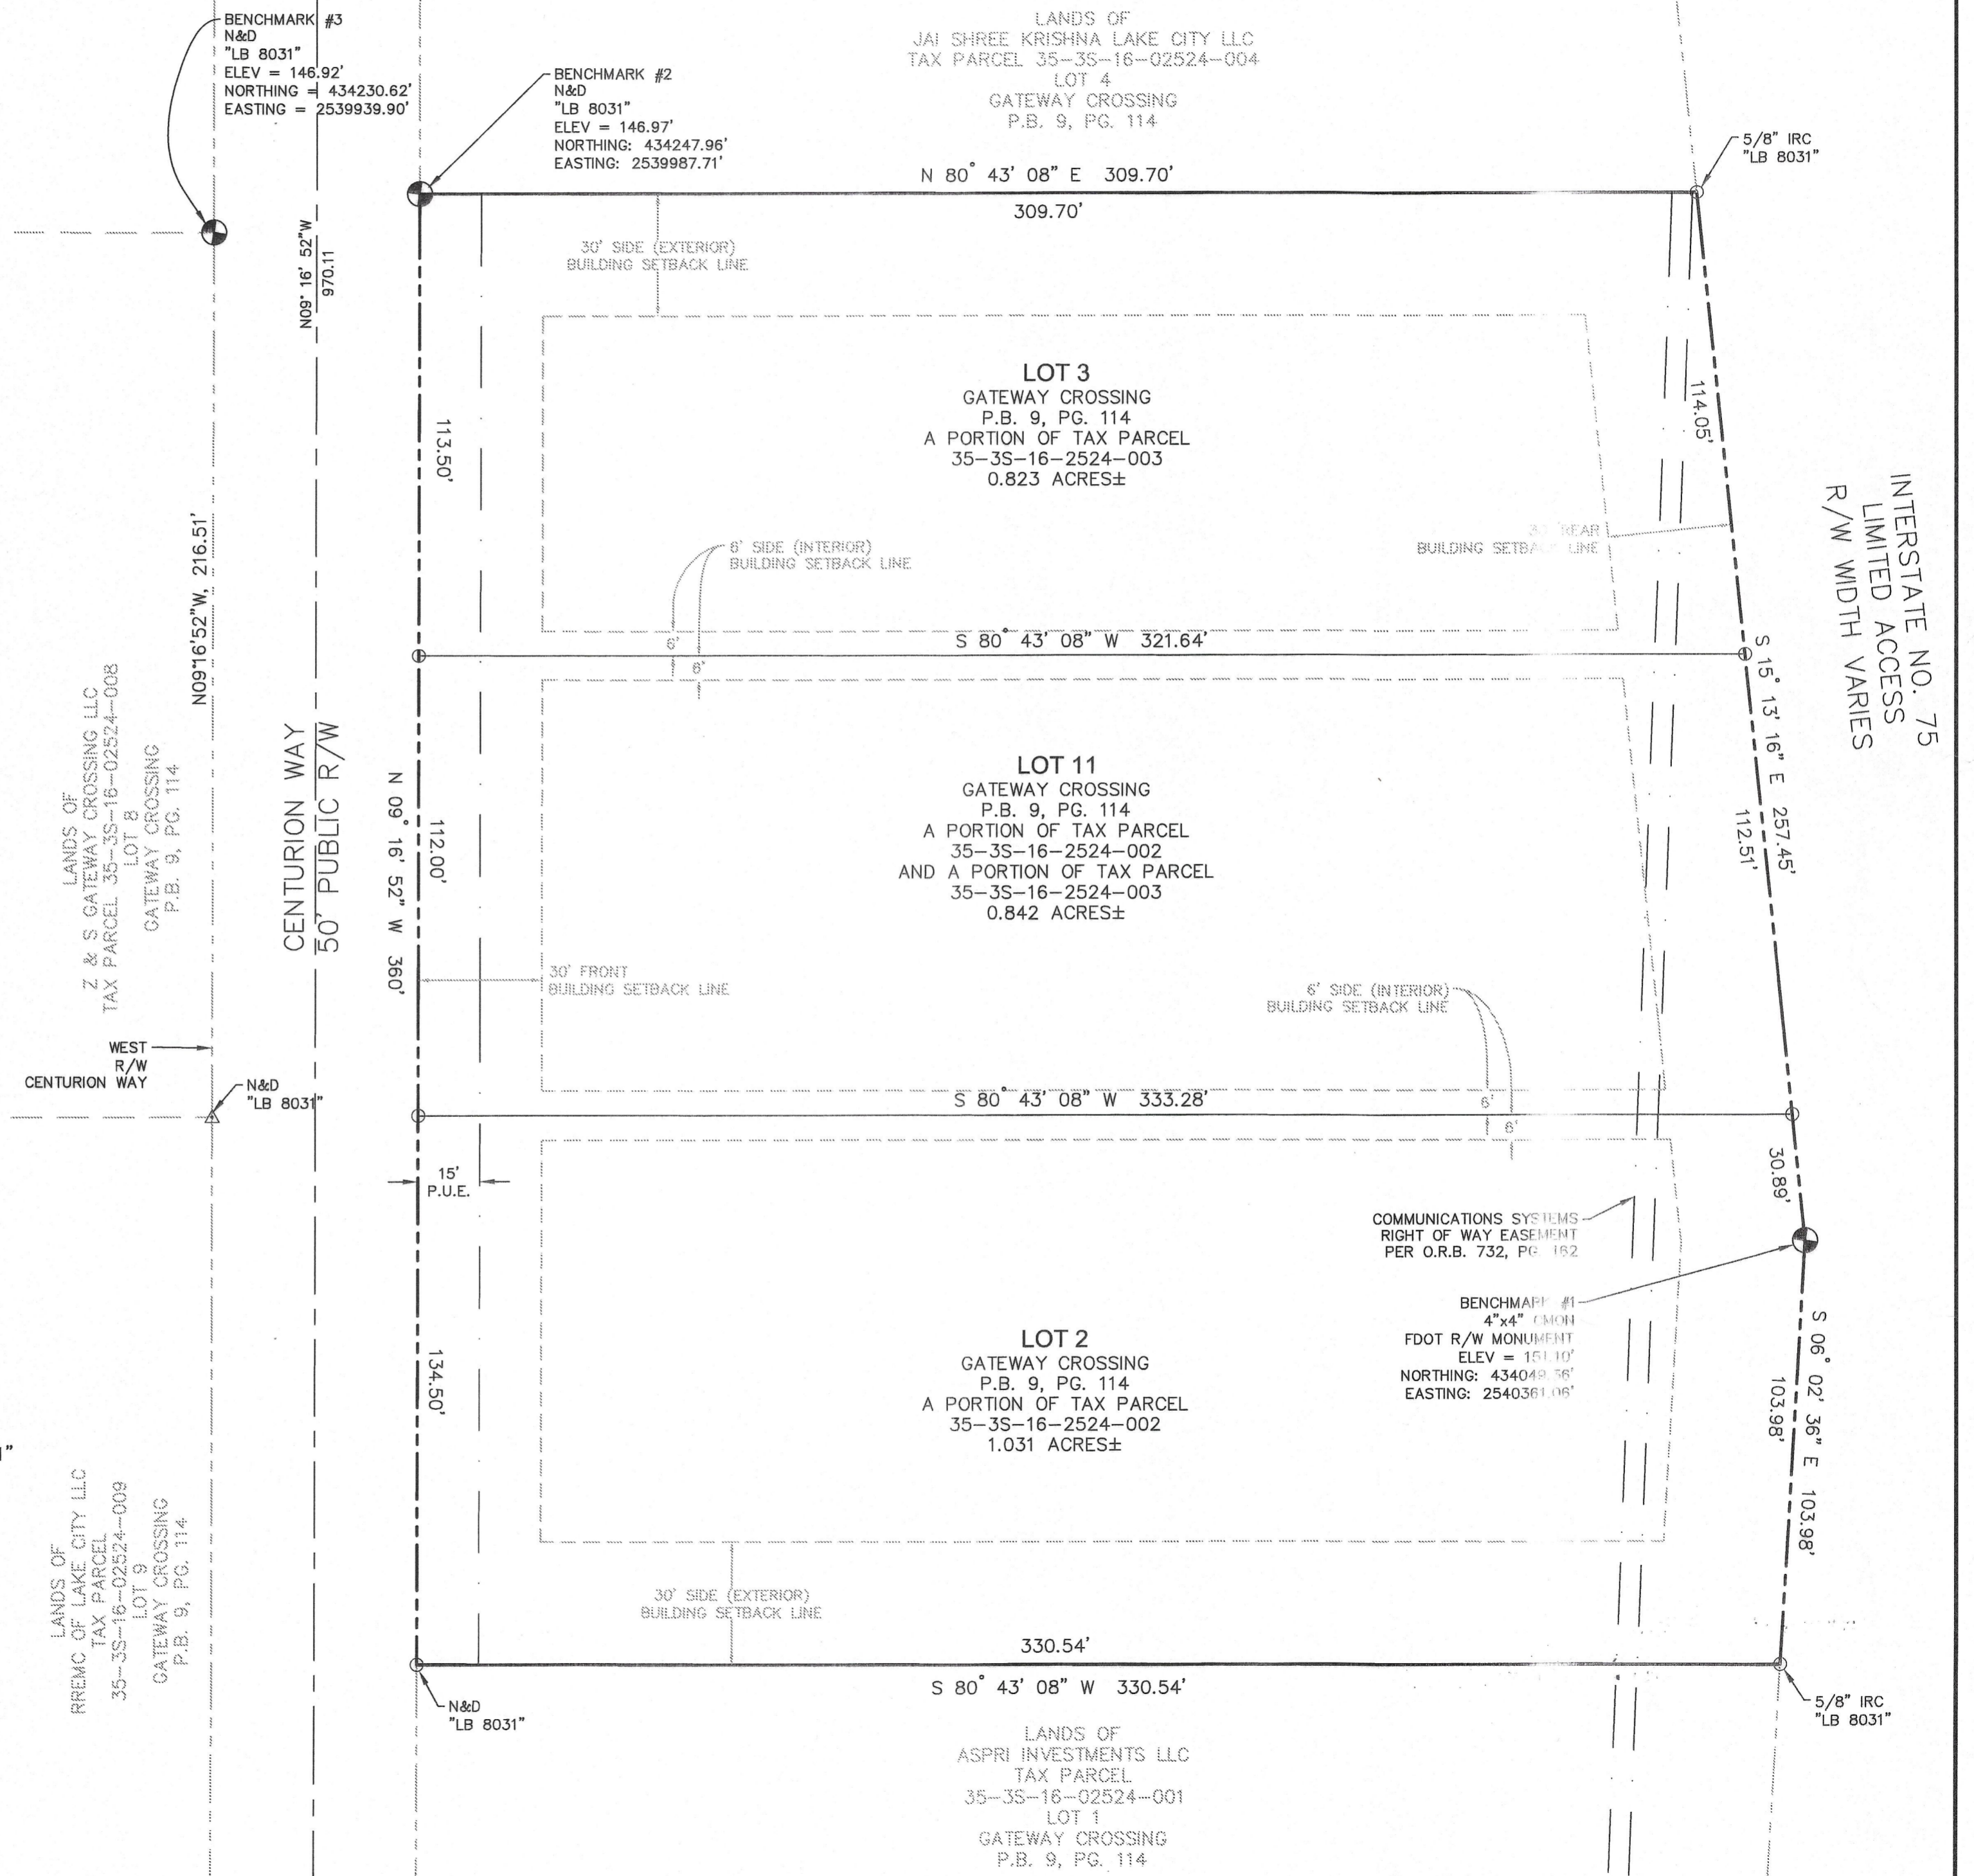 BENCHMARK #3
N&D
"LB 8031"
ELEV = 146.92'
NORTHING = 434230.62'
EASTING = 2539939.90'
BENCHMARK #2
N&D
"LB 8031"
ELEV = 146.97'
NORTHING: 434247.96'
EASTING: 2539987.71'
LANDS OF
JAI SHREE KRISHNA LAKE CITY LLC
TAX PARCEL 35-3S-16-02524-004
LOT 4
GATEWAY CROSSING
P.B. 9, PG. 114
5/8" IRC
"LB 8031"
N 80° 43' 08" E 309.70'
309.70'
N09° 16' 52"W
970.11
30' SIDE (EXTERIOR)
BUILDING SETBACK LINE
LOT 3
GATEWAY CROSSING
P.B. 9, PG. 114
A PORTION OF TAX PARCEL
35-3S-16-2524-003
0.823 ACRES±
113.50'
114.05'
INTERSTATE NO. 75
LIMITED ACCESS
R/W WIDTH VARIES
N09°16'52"W, 216.51'
6' SIDE (INTERIOR)
BUILDING SETBACK LINE
REAR
BUILDING SETBACK LINE
S 80° 43' 08" W 321.64'
6'
6'
S 15° 13' 16" E 257.45'
112.51'
LANDS OF
Z & S GATEWAY CROSSING LLC
TAX PARCEL 35-3S-16-02524-008
LOT 8
GATEWAY CROSSING
P.B. 9, PG. 114
CENTURION WAY
50' PUBLIC R/W
N 09° 16' 52" W 360'
112.00'
LOT 11
GATEWAY CROSSING
P.B. 9, PG. 114
A PORTION OF TAX PARCEL
35-3S-16-2524-002
AND A PORTION OF TAX PARCEL
35-3S-16-2524-003
0.842 ACRES±
30' FRONT
BUILDING SETBACK LINE
6' SIDE (INTERIOR)
BUILDING SETBACK LINE
WEST
R/W
CENTURION WAY
N&D
"LB 8031"
S 80° 43' 08" W 333.28'
6'
6'
30.89'
15'
P.U.E.
COMMUNICATIONS SYSTEMS
RIGHT OF WAY EASEMENT
PER O.R.B. 732, PG. 162
BENCHMARK #1
4"x4" CMON
FDOT R/W MONUMENT
ELEV = 151.10'
NORTHING: 434049.56'
EASTING: 2540361.06'
134.50'
LOT 2
GATEWAY CROSSING
P.B. 9, PG. 114
A PORTION OF TAX PARCEL
35-3S-16-2524-002
1.031 ACRES±
S 06° 02' 36" E 103.98'
103.98'
LANDS OF
RREMC OF LAKE CITY LLC
TAX PARCEL
35-3S-16-02524-009
LOT 9
GATEWAY CROSSING
P.B. 9, PG. 114
30' SIDE (EXTERIOR)
BUILDING SETBACK LINE
330.54'
S 80° 43' 08" W 330.54'
N&D
"LB 8031"
5/8" IRC
"LB 8031"
LANDS OF
ASPRI INVESTMENTS LLC
TAX PARCEL
35-3S-16-02524-001
LOT 1
GATEWAY CROSSING
P.B. 9, PG. 114